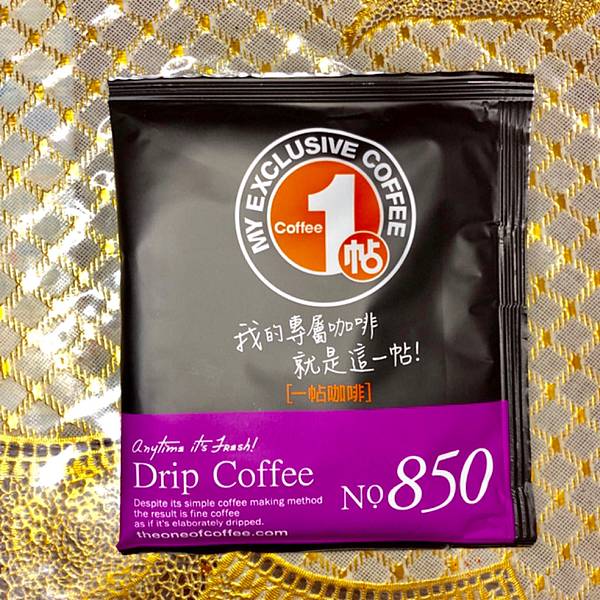 MY EXCLUSIVE COFFEE
Coffee 1 帖
我的專屬咖啡
就是這一帖!
[一帖咖啡]
Anytime it's Fresh!
Drip Coffee
Despite its simple coffee making method
the result is fine coffee
as if it's elaborately dripped.
theoneofcoffee.com
No 850